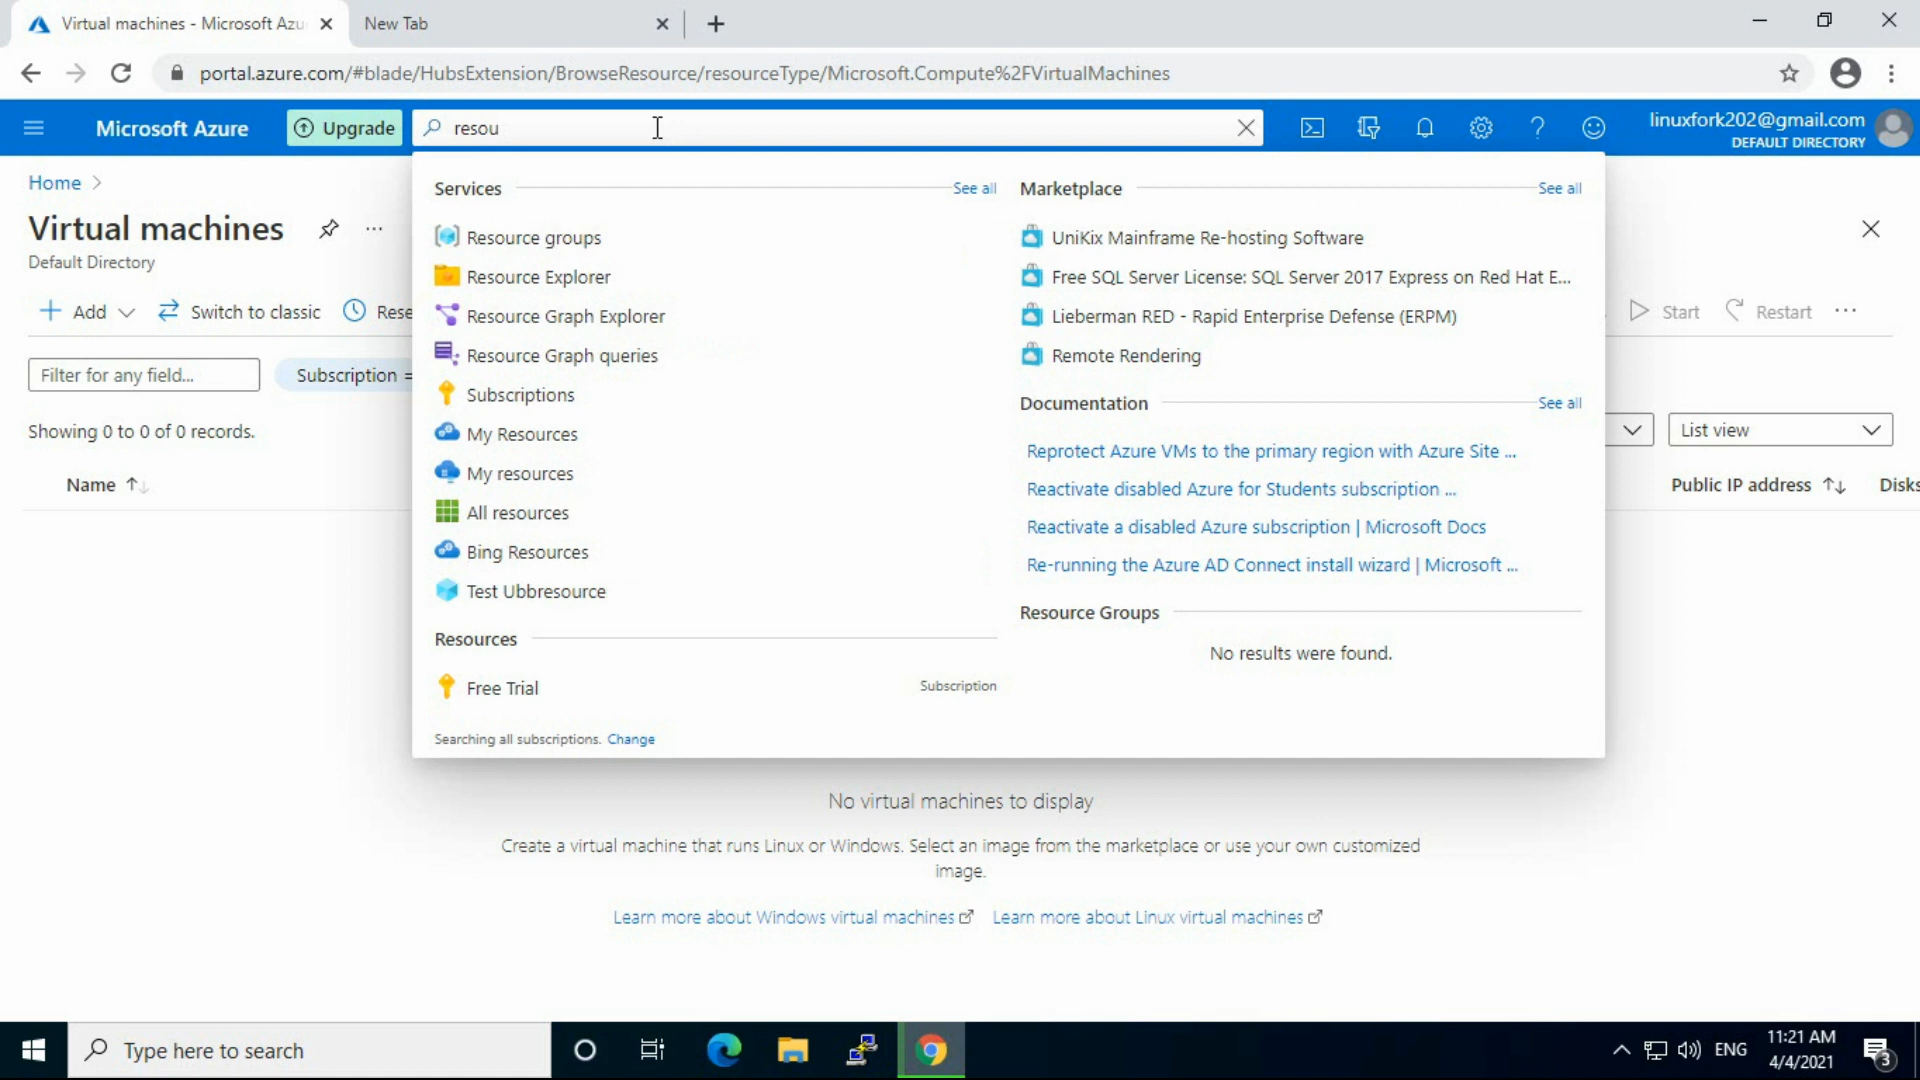 Virtual machines - Microsoft Azu
New Tab
portal.azure.com/#blade/HubsExtension/BrowseResource/resourceType/Microsoft.Compute%2FVirtualMachines
Microsoft Azure
Upgrade
resou
linuxfork202@gmail.com
DEFAULT DIRECTORY
Home
Virtual machines
...
Default Directory
Add
Switch to classic
Rese
Start
Restart
...
Filter for any field...
Subscription =
Showing 0 to 0 of 0 records.
List view
Name
Public IP address
Disks
Services
See all
Resource groups
Resource Explorer
Resource Graph Explorer
Resource Graph queries
Subscriptions
My Resources
My resources
All resources
Bing Resources
Test Ubbresource
Resources
Free Trial
Subscription
Searching all subscriptions. Change
Marketplace
See all
UniKix Mainframe Re-hosting Software
Free SQL Server License: SQL Server 2017 Express on Red Hat E...
Lieberman RED - Rapid Enterprise Defense (ERPM)
Remote Rendering
Documentation
See all
Reprotect Azure VMs to the primary region with Azure Site ...
Reactivate disabled Azure for Students subscription ...
Reactivate a disabled Azure subscription | Microsoft Docs
Re-running the Azure AD Connect install wizard | Microsoft ...
Resource Groups
No results were found.
No virtual machines to display
Create a virtual machine that runs Linux or Windows. Select an image from the marketplace or use your own customized
image.
Learn more about Windows virtual machines
Learn more about Linux virtual machines
Type here to search
ENG
11:21 AM
4/4/2021
3